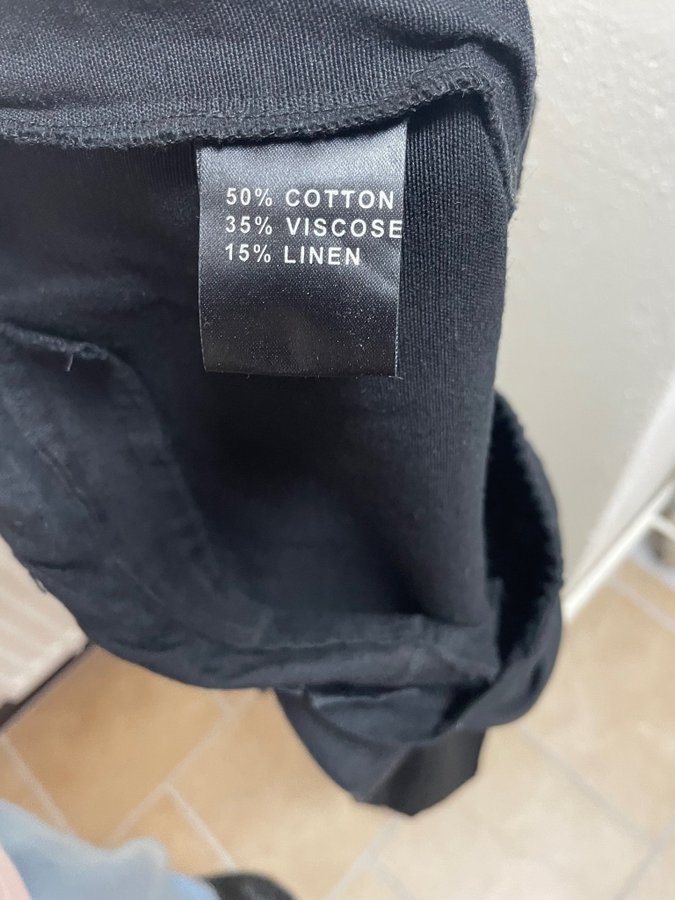 50% COTTON
35% VISCOSE
15% LINEN